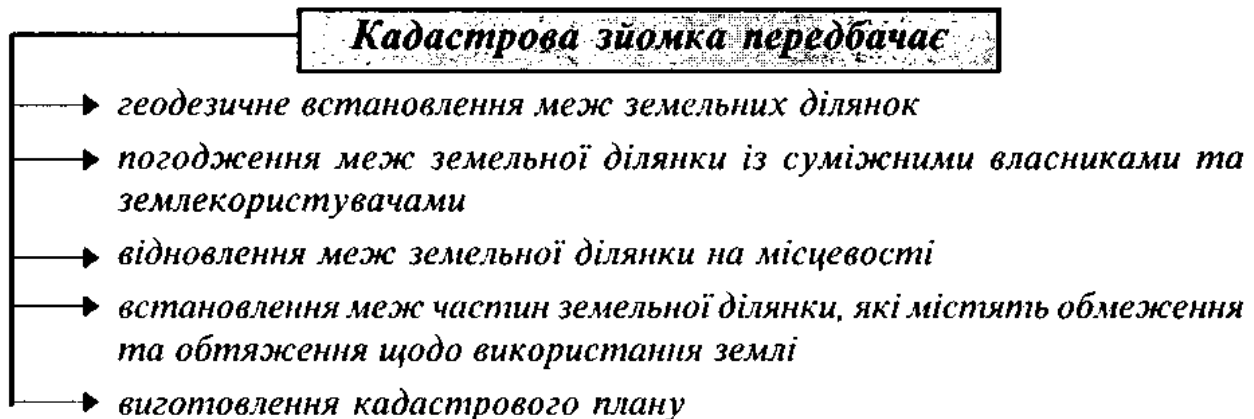 Кадастрова зйомка передбачає
геодезичне встановлення меж земельних ділянок
погодження меж земельної ділянки із суміжними власниками та
землекористувачами
відновлення меж земельної ділянки на місцевості
встановлення меж частин земельної ділянки, які містять обмеження
та обтяження щодо використання землі
виготовлення кадастрового плану